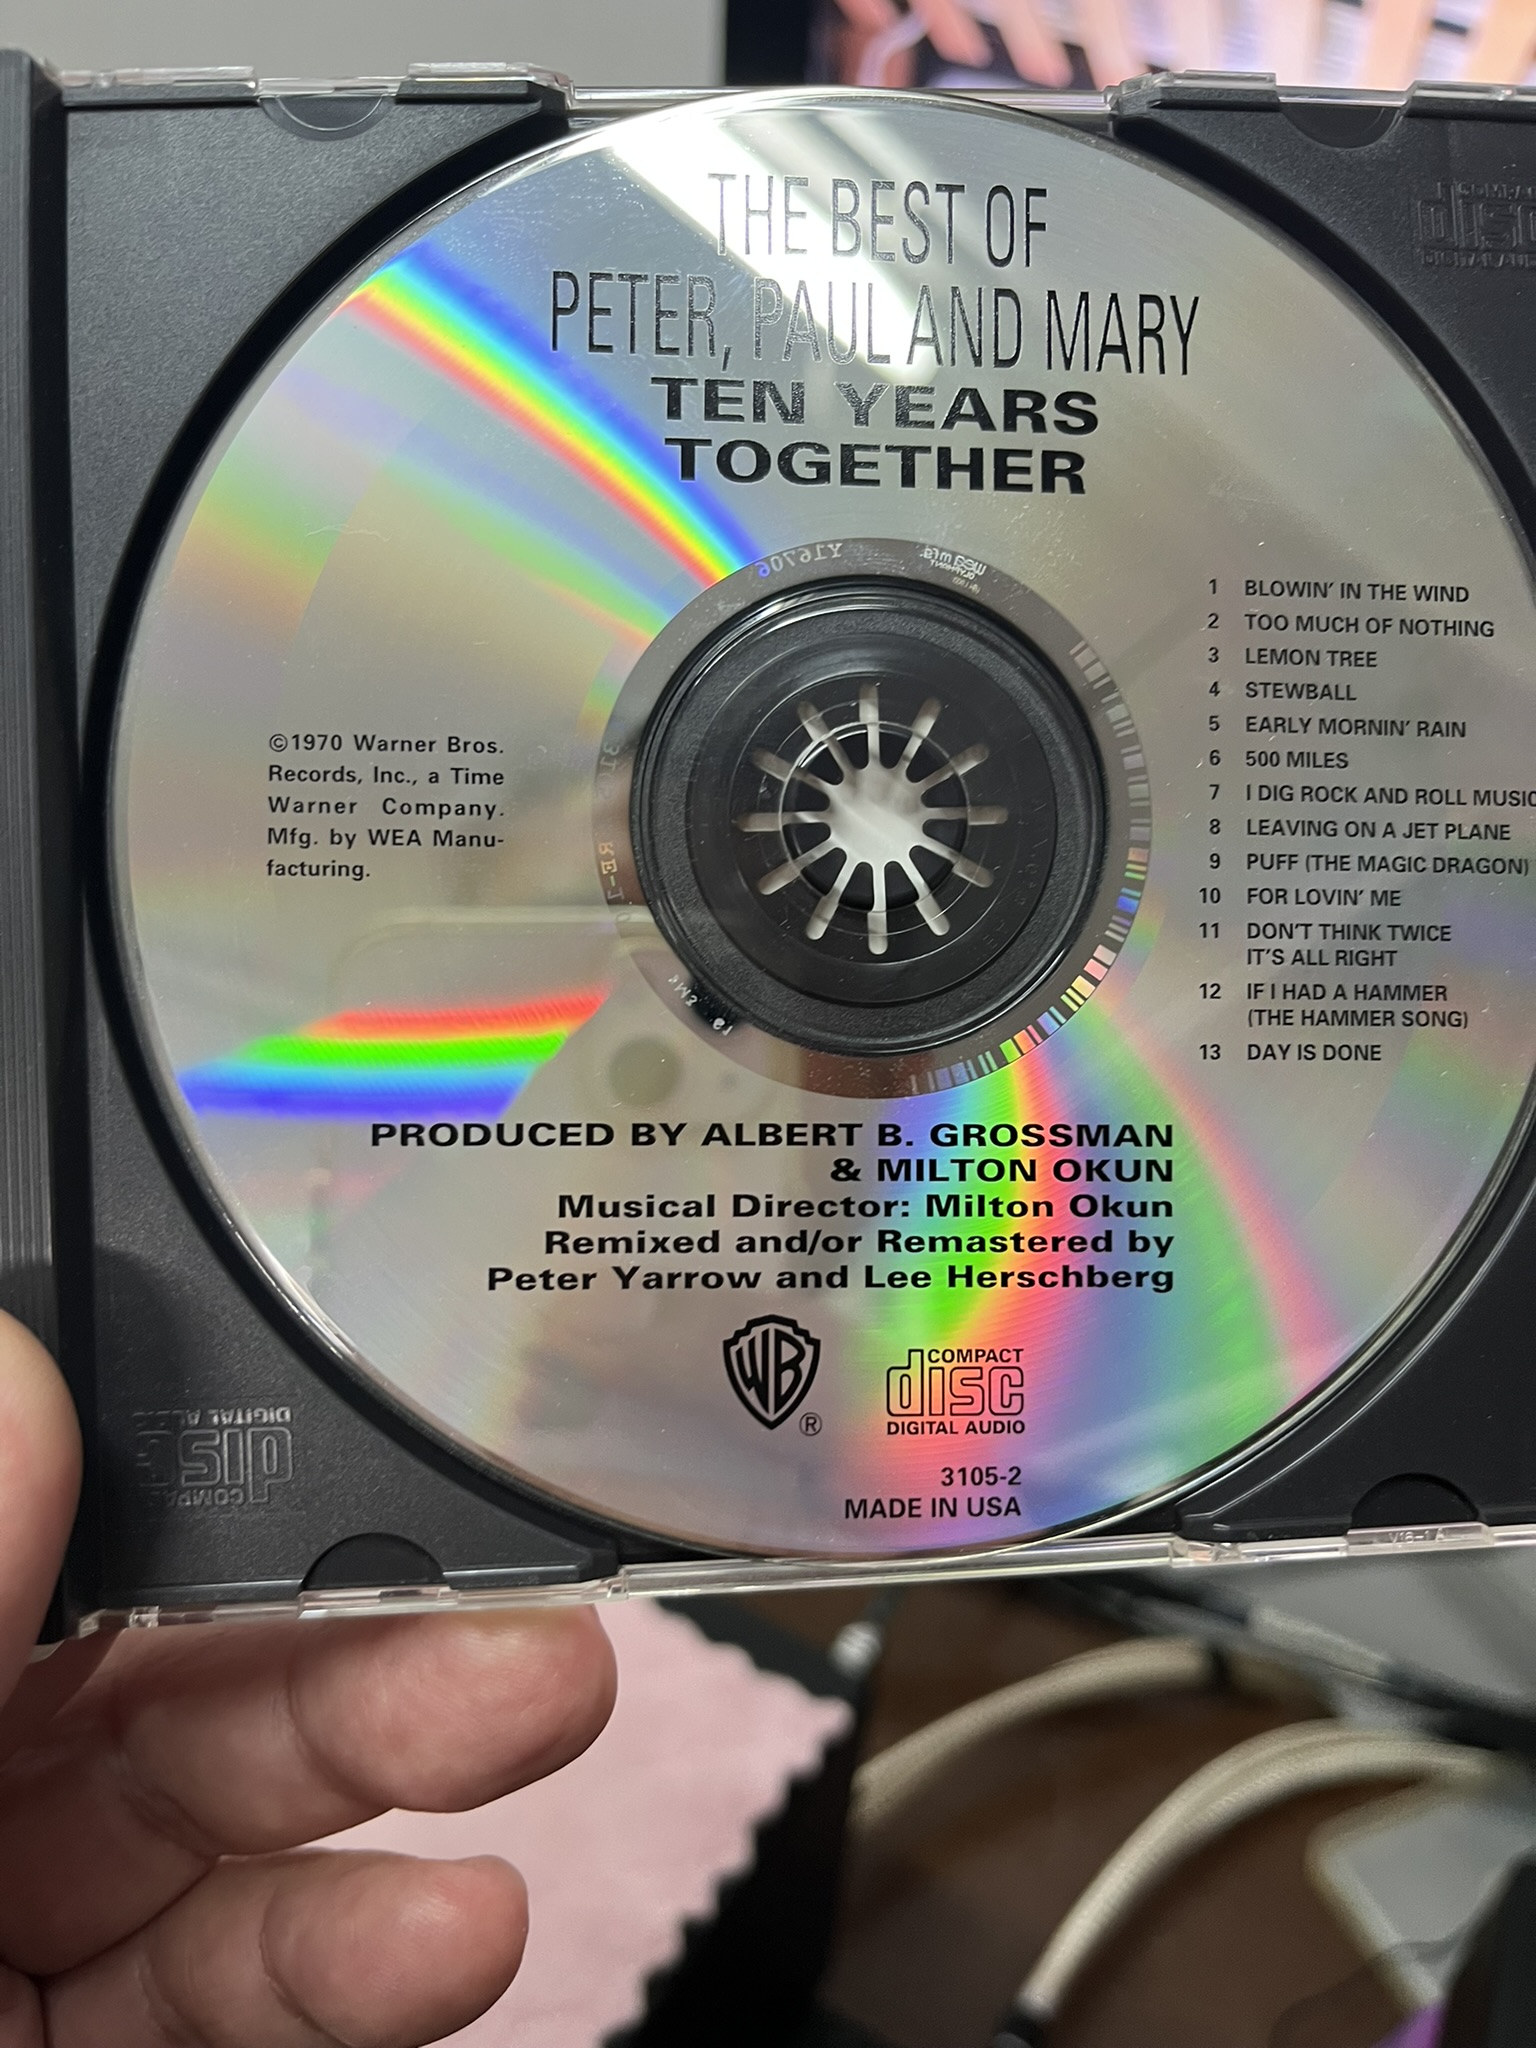 THE BEST OF
PETER, PAUL AND MARY
TEN YEARS
TOGETHER
Y16706
1 BLOWIN' IN THE WIND
2 TOO MUCH OF NOTHING
3 LEMON TREE
4 STEWBALL
5 EARLY MORNIN' RAIN
6 500 MILES
7 I DIG ROCK AND ROLL MUSIC
8 LEAVING ON A JET PLANE
9 PUFF (THE MAGIC DRAGON)
10 FOR LOVIN' ME
11 DON'T THINK TWICE
IT'S ALL RIGHT
12 IF I HAD A HAMMER
(THE HAMMER SONG)
13 DAY IS DONE
©1970 Warner Bros.
Records, Inc., a Time
Warner Company.
Mfg. by WEA Manu-
facturing.
PRODUCED BY ALBERT B. GROSSMAN
& MILTON OKUN
Musical Director: Milton Okun
Remixed and/or Remastered by
Peter Yarrow and Lee Herschberg
WB ®
COMPACT
disc
DIGITAL AUDIO
3105-2
MADE IN USA